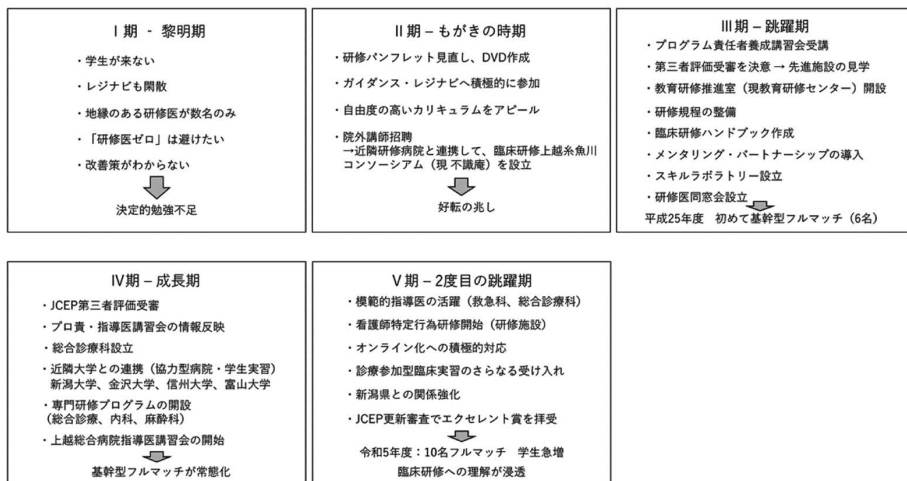 Ⅰ期 - 黎明期
・学生が来ない
・レジナビも閑散
・地縁のある研修医が数名のみ
・「研修医ゼロ」は避けたい
・改善策がわからない
決定的勉強不足
Ⅱ期 – もがきの時期
・研修パンフレット見直し、DVD作成
・ガイダンス・レジナビへ積極的に参加
・自由度の高いカリキュラムをアピール
・院外講師招聘
→近隣研修病院と連携して、臨床研修上越糸魚川
コンソーシアム（現 不識庵）を設立
好転の兆し
Ⅲ期 – 跳躍期
・プログラム責任者養成講習会受講
・第三者評価受審を決意 → 先進施設の見学
・教育研修推進室（現教育研修センター）開設
・研修規程の整備
・臨床研修ハンドブック作成
・メンタリング・パートナーシップの導入
・スキルラボラトリー設立
・研修医同窓会設立
平成25年度　初めて基幹型フルマッチ（6名）
Ⅳ期 – 成長期
・JCEP第三者評価受審
・プロ責・指導医講習会の情報反映
・総合診療科設立
・近隣大学との連携（協力型病院・学生実習）
新潟大学、金沢大学、信州大学、富山大学
・専門研修プログラムの開設
（総合診療、内科、麻酔科）
・上越総合病院指導医講習会の開始
基幹型フルマッチが常態化
Ⅴ期 – 2度目の跳躍期
・模範的指導医の活躍（救急科、総合診療科）
・看護師特定行為研修開始（研修施設）
・オンライン化への積極的対応
・診療参加型臨床実習のさらなる受け入れ
・新潟県との関係強化
・JCEP更新審査でエクセレント賞を拝受
令和5年度：10名フルマッチ　学生急増
臨床研修への理解が浸透